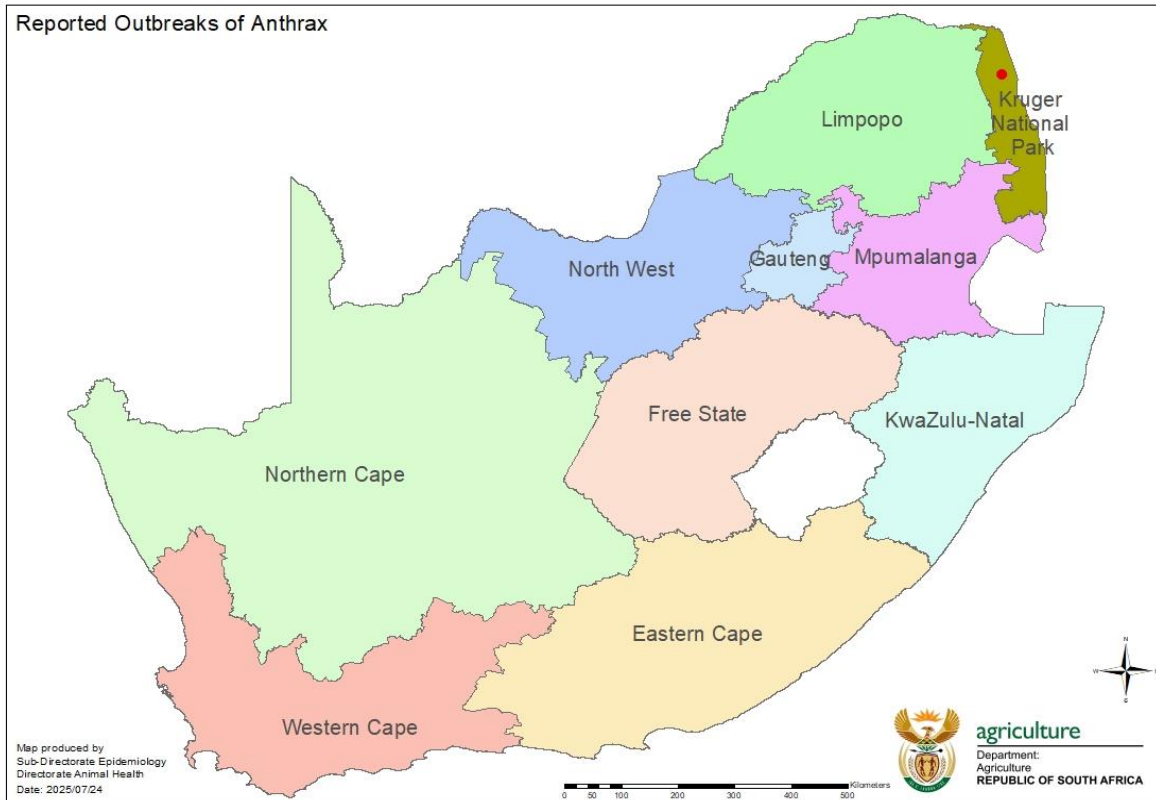 Reported Outbreaks of Anthrax
Limpopo
Kruger
National
Park
North West
Gauteng
Mpumalanga
Free State
KwaZulu-Natal
Northern Cape
Eastern Cape
Western Cape
N
W
E
S
Map produced by
Sub-Directorate Epidemiology
Directorate Animal Health
Date: 2025/07/24
Kilometers
0 50 100 200 300 400 500
agriculture
Department:
Agriculture
REPUBLIC OF SOUTH AFRICA